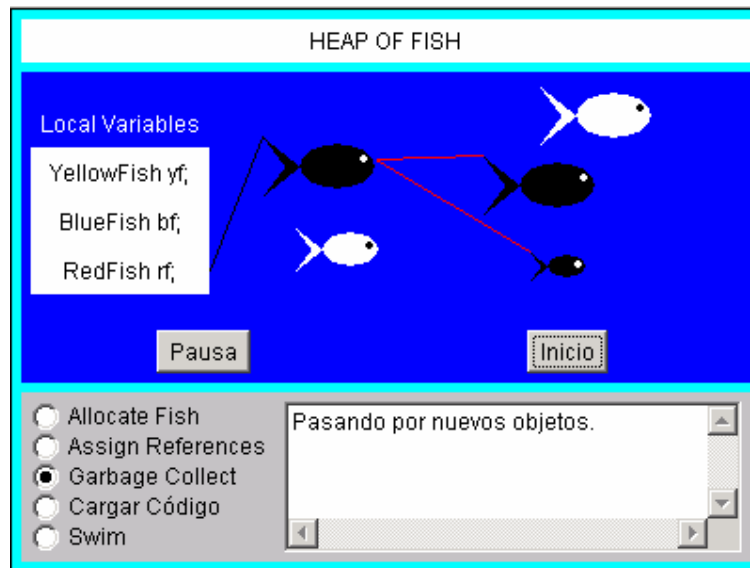 HEAP OF FISH
Local Variables
YellowFish yf;
BlueFish bf;
RedFish rf;
Pausa
Inicio
Allocate Fish
Assign References
Garbage Collect
Cargar Código
Swim
Pasando por nuevos objetos.